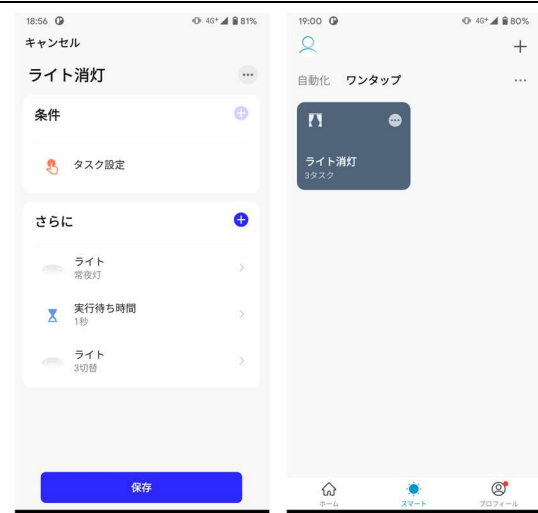 18:56 4G+ 81%
キャンセル
ライト消灯
条件
タスク設定
さらに
ライト
常夜灯
実行待ち時間
1秒
ライト
3切替
保存
19:00 4G+ 80%
自動化 ワンタップ
ライト消灯
3タスク
ホーム スマート プロフィール